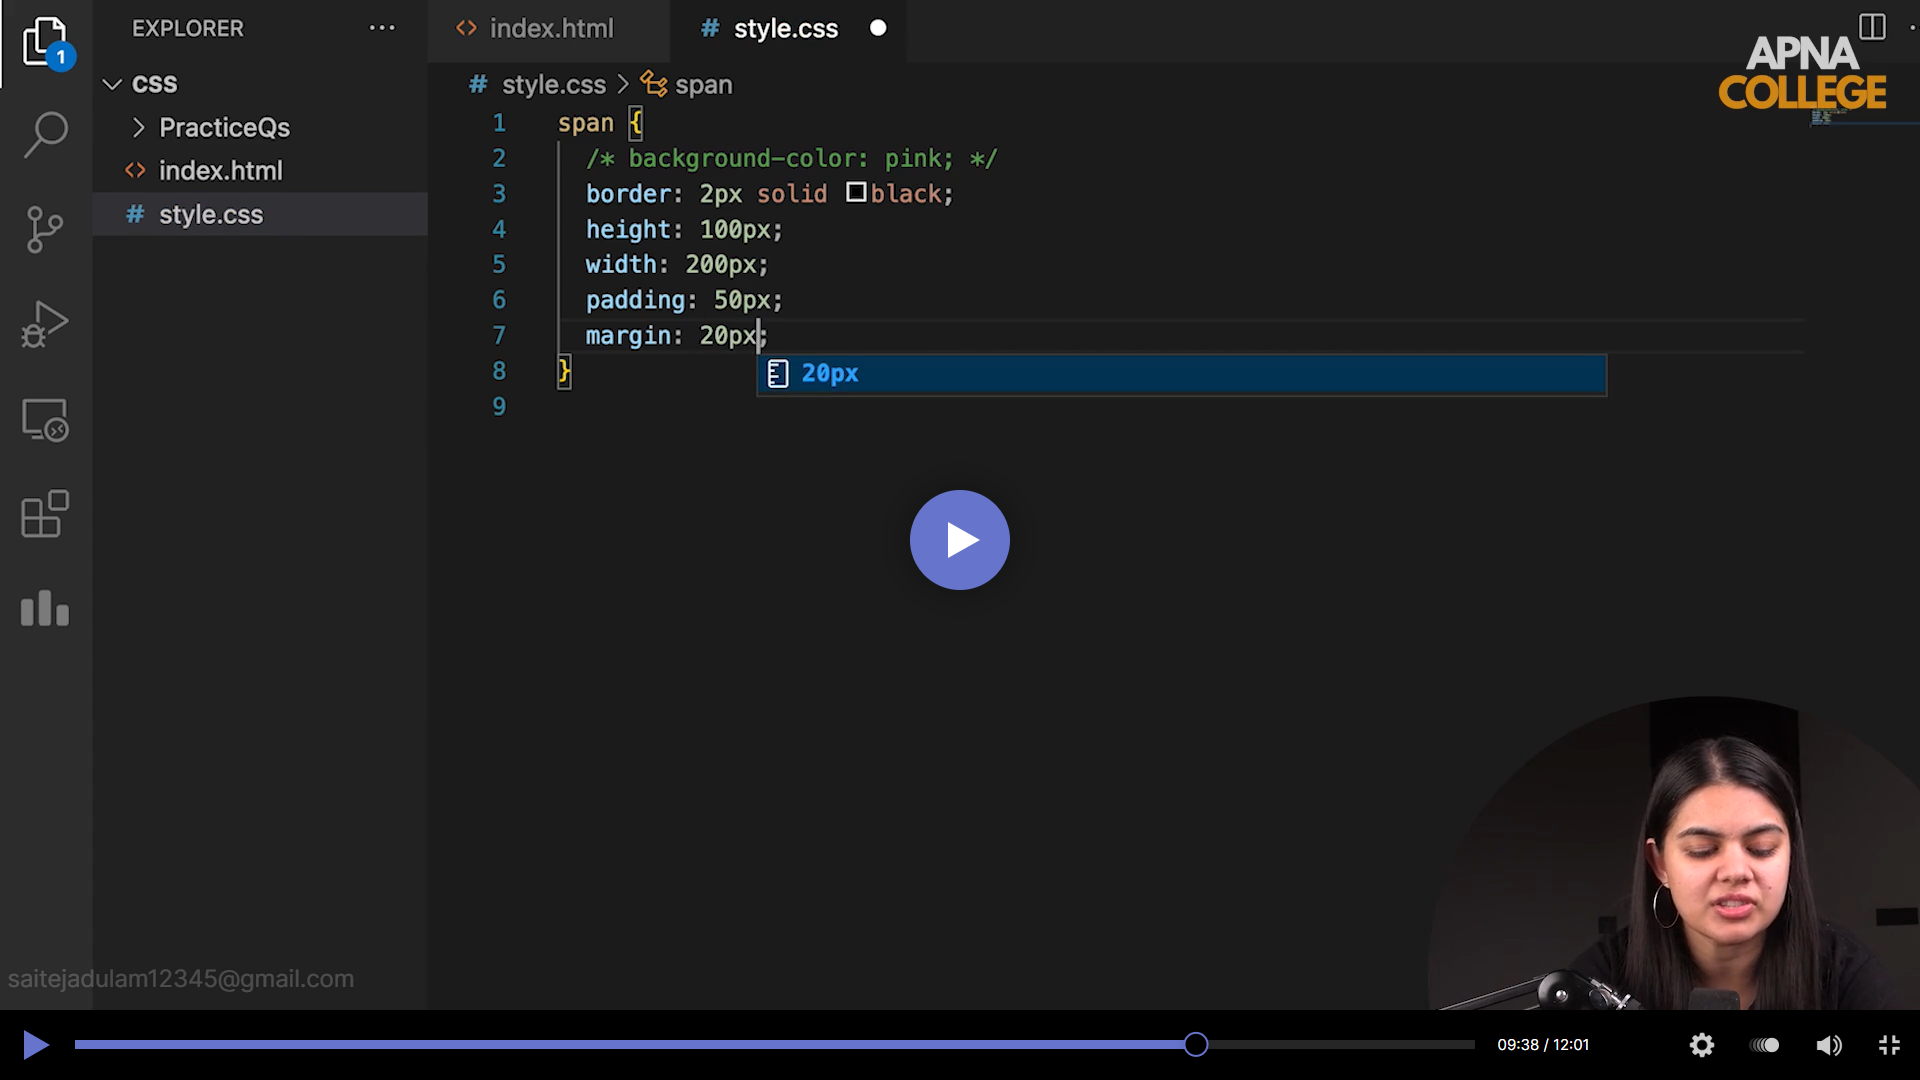 EXPLORER
index.html
# style.css
APNA
COLLEGE
1
CSS
PracticeQs
index.html
# style.css
# style.css > span
1 span {
2 /* background-color: pink; */
3 border: 2px solid black;
4 height: 100px;
5 width: 200px;
6 padding: 50px;
7 margin: 20px;
8 }
20px
9
saitejadulam12345@gmail.com
09:38 / 12:01